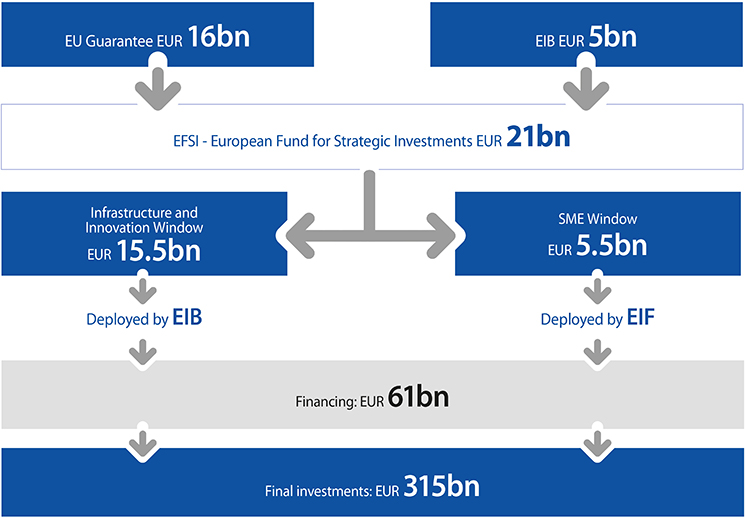 EU Guarantee EUR 16bn
EIB EUR 5bn
EFSI - European Fund for Strategic Investments EUR 21bn
Infrastructure and
Innovation Window
EUR 15.5bn
SME Window
EUR 5.5bn
Deployed by EIB
Deployed by EIF
Financing: EUR 61bn
Final investments: EUR 315bn